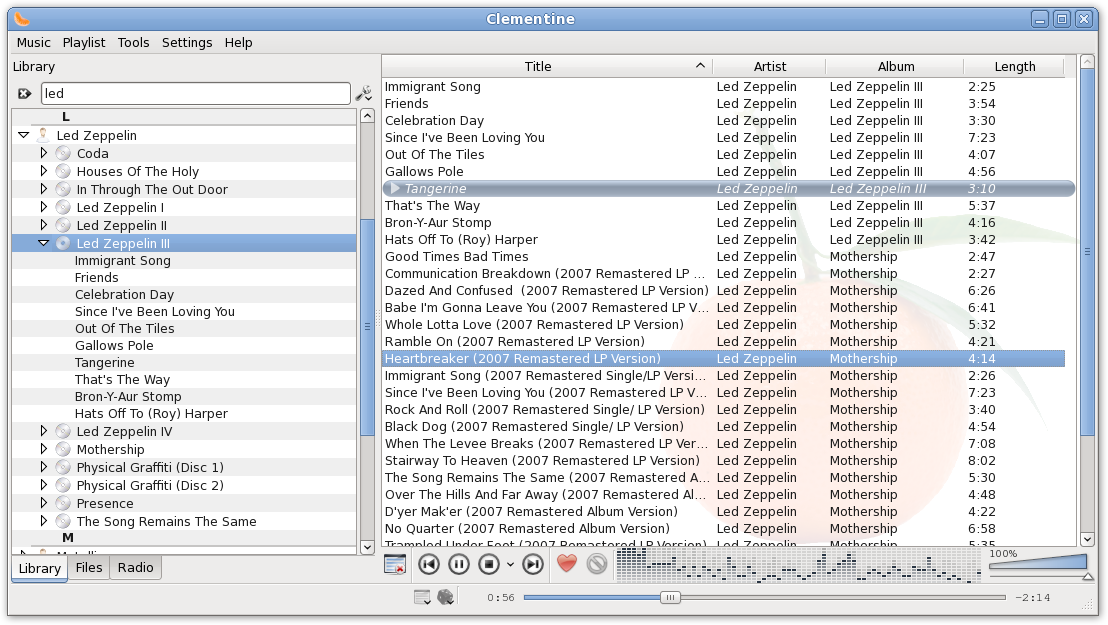 Clementine
Music Playlist Tools Settings Help
Library
led
L
Led Zeppelin
Coda
Houses Of The Holy
In Through The Out Door
Led Zeppelin I
Led Zeppelin II
Led Zeppelin III
Immigrant Song
Friends
Celebration Day
Since I've Been Loving You
Out Of The Tiles
Gallows Pole
Tangerine
That's The Way
Bron-Y-Aur Stomp
Hats Off To (Roy) Harper
Led Zeppelin IV
Mothership
Physical Graffiti (Disc 1)
Physical Graffiti (Disc 2)
Presence
The Song Remains The Same
M
Library Files Radio
Title Artist Album Length
Immigrant Song Led Zeppelin Led Zeppelin III 2:25
Friends Led Zeppelin Led Zeppelin III 3:54
Celebration Day Led Zeppelin Led Zeppelin III 3:30
Since I've Been Loving You Led Zeppelin Led Zeppelin III 7:23
Out Of The Tiles Led Zeppelin Led Zeppelin III 4:07
Gallows Pole Led Zeppelin Led Zeppelin III 4:56
Tangerine Led Zeppelin Led Zeppelin III 3:10
That's The Way Led Zeppelin Led Zeppelin III 5:37
Bron-Y-Aur Stomp Led Zeppelin Led Zeppelin III 4:16
Hats Off To (Roy) Harper Led Zeppelin Led Zeppelin III 3:42
Good Times Bad Times Led Zeppelin Mothership 2:47
Communication Breakdown (2007 Remastered LP ... Led Zeppelin Mothership 2:27
Dazed And Confused (2007 Remastered LP Version) Led Zeppelin Mothership 6:26
Babe I'm Gonna Leave You (2007 Remastered LP V... Led Zeppelin Mothership 6:41
Whole Lotta Love (2007 Remastered LP Version) Led Zeppelin Mothership 5:32
Ramble On (2007 Remastered LP Version) Led Zeppelin Mothership 4:21
Heartbreaker (2007 Remastered LP Version) Led Zeppelin Mothership 4:14
Immigrant Song (2007 Remastered Single/LP Versi... Led Zeppelin Mothership 2:26
Since I've Been Loving You (2007 Remastered LP V... Led Zeppelin Mothership 7:23
Rock And Roll (2007 Remastered Single/ LP Version) Led Zeppelin Mothership 3:40
Black Dog (2007 Remastered Single/ LP Version) Led Zeppelin Mothership 4:54
When The Levee Breaks (2007 Remastered LP Ver... Led Zeppelin Mothership 7:08
Stairway To Heaven (2007 Remastered LP Version) Led Zeppelin Mothership 8:02
The Song Remains The Same (2007 Remastered A... Led Zeppelin Mothership 5:30
Over The Hills And Far Away (2007 Remastered Al... Led Zeppelin Mothership 4:48
D'yer Mak'er (2007 Remastered Album Version) Led Zeppelin Mothership 4:22
No Quarter (2007 Remastered Album Version) Led Zeppelin Mothership 6:58
Trampled Under Foot (2007 Remastered Album Version) Led Zeppelin Mothership 5:35
100%
0:56 -2:14